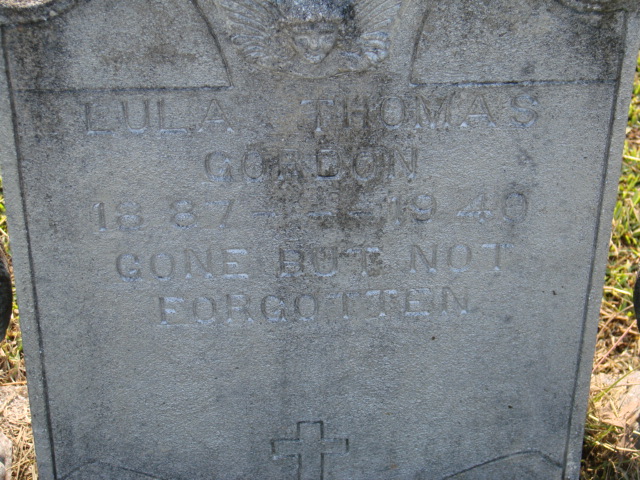 EULA THOMAS
GORDON
1887 - - - 1940
GONE BUT NOT
FORGOTTEN